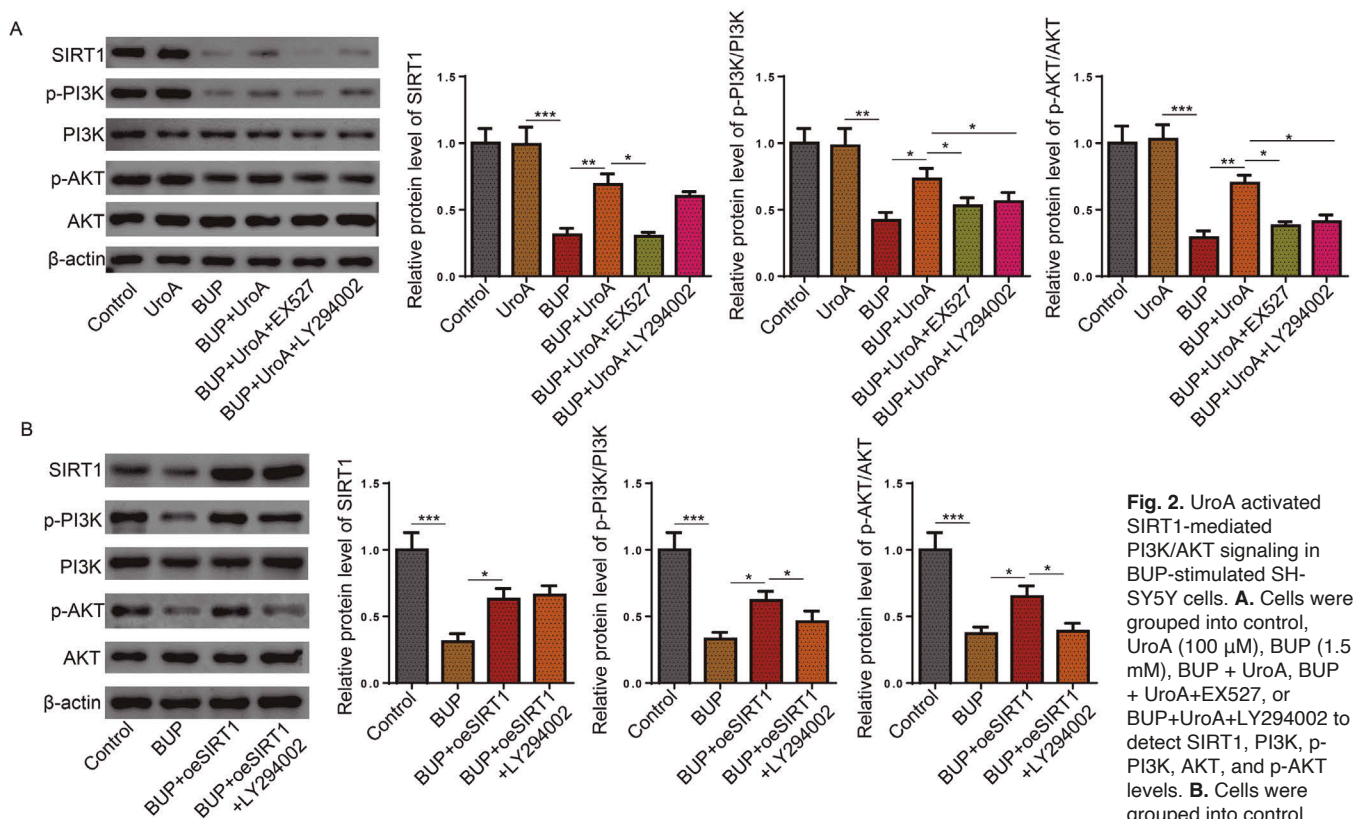 A
SIRT1
p-PI3K
PI3K
p-AKT
AKT
β-actin
Control
UroA
BUP
BUP+UroA
BUP+UroA+EX527
BUP+UroA+LY294002
Relative protein level of SIRT1
1.5
1.0
0.5
0.0
***
**
*
Control
UroA
BUP
BUP+UroA
BUP+UroA+EX527
BUP+UroA+LY294002
Relative protein level of p-PI3K/PI3K
1.5
1.0
0.5
0.0
**
*
*
*
Control
UroA
BUP
BUP+UroA
BUP+UroA+EX527
BUP+UroA+LY294002
Relative protein level of p-AKT/AKT
1.5
1.0
0.5
0.0
***
**
*
*
Control
UroA
BUP
BUP+UroA
BUP+UroA+EX527
BUP+UroA+LY294002
B
SIRT1
p-PI3K
PI3K
p-AKT
AKT
β-actin
Control
BUP
BUP+oeSIRT1
BUP+oeSIRT1
+LY294002
Relative protein level of SIRT1
1.5
1.0
0.5
0.0
***
*
Control
BUP
BUP+oeSIRT1
BUP+oeSIRT1
+LY294002
Relative protein level of p-PI3K/PI3K
1.5
1.0
0.5
0.0
***
*
*
Control
BUP
BUP+oeSIRT1
BUP+oeSIRT1
+LY294002
Relative protein level of p-AKT/AKT
1.5
1.0
0.5
0.0
***
*
*
Control
BUP
BUP+oeSIRT1
BUP+oeSIRT1
+LY294002
Fig. 2. UroA activated
SIRT1-mediated
PI3K/AKT signaling in
BUP-stimulated SH-
SY5Y cells. A. Cells were
grouped into control,
UroA (100 μM), BUP (1.5
mM), BUP + UroA, BUP
+ UroA+EX527, or
BUP+UroA+LY294002 to
detect SIRT1, PI3K, p-
PI3K, AKT, and p-AKT
levels. B. Cells were
grouped into control